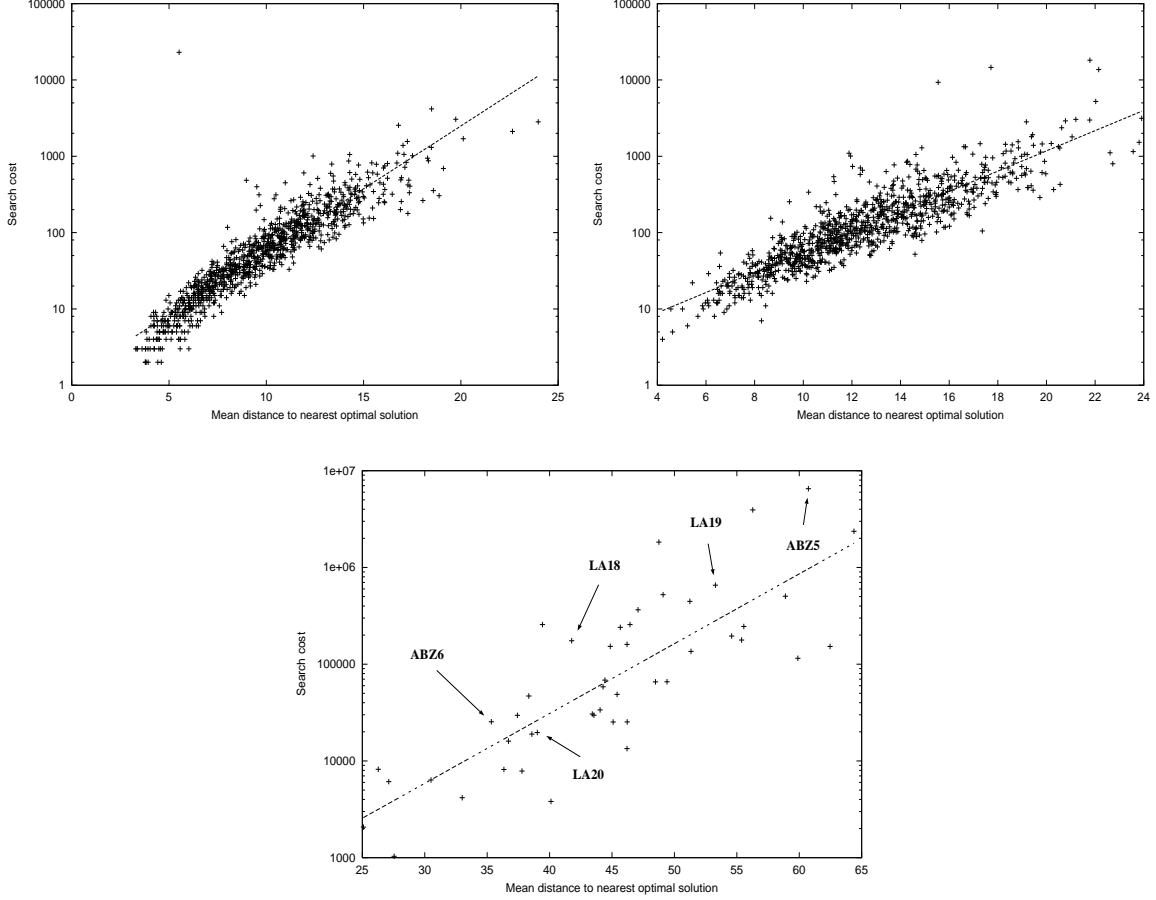 100000
10000
1000
100
10
1
Search cost
0 5 10 15 20 25
Mean distance to nearest optimal solution
100000
10000
1000
100
10
1
Search cost
4 6 8 10 12 14 16 18 20 22 24
Mean distance to nearest optimal solution
1e+07
1e+06
100000
10000
1000
Search cost
LA19
ABZ5
LA18
ABZ6
LA20
25 30 35 40 45 50 55 60 65
Mean distance to nearest optimal solution